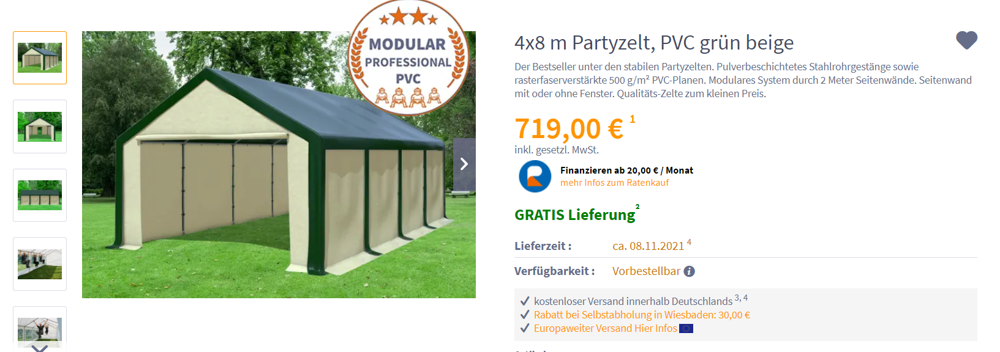 MODULAR
PROFESSIONAL
PVC
4x8 m Partyzelt, PVC grün beige
Der Bestseller unter den stabilen Partyzelten. Pulverbeschichtetes Stahlrohrgestänge sowie
rasterfaserverstärkte 500 g/m² PVC-Planen. Modulares System durch 2 Meter Seitenwände. Seitenwand
mit oder ohne Fenster. Qualitäts-Zelte zum kleinen Preis.
719,00 € 1
inkl. gesetzl. MwSt.
Finanzieren ab 20,00 € / Monat
mehr Infos zum Ratenkauf
GRATIS Lieferung²
Lieferzeit : ca. 08.11.2021 4
Verfügbarkeit : Vorbestellbar
kostenloser Versand innerhalb Deutschlands 3, 4
Rabatt bei Selbstabholung in Wiesbaden: 30,00 €
Europaweiter Versand Hier Infos